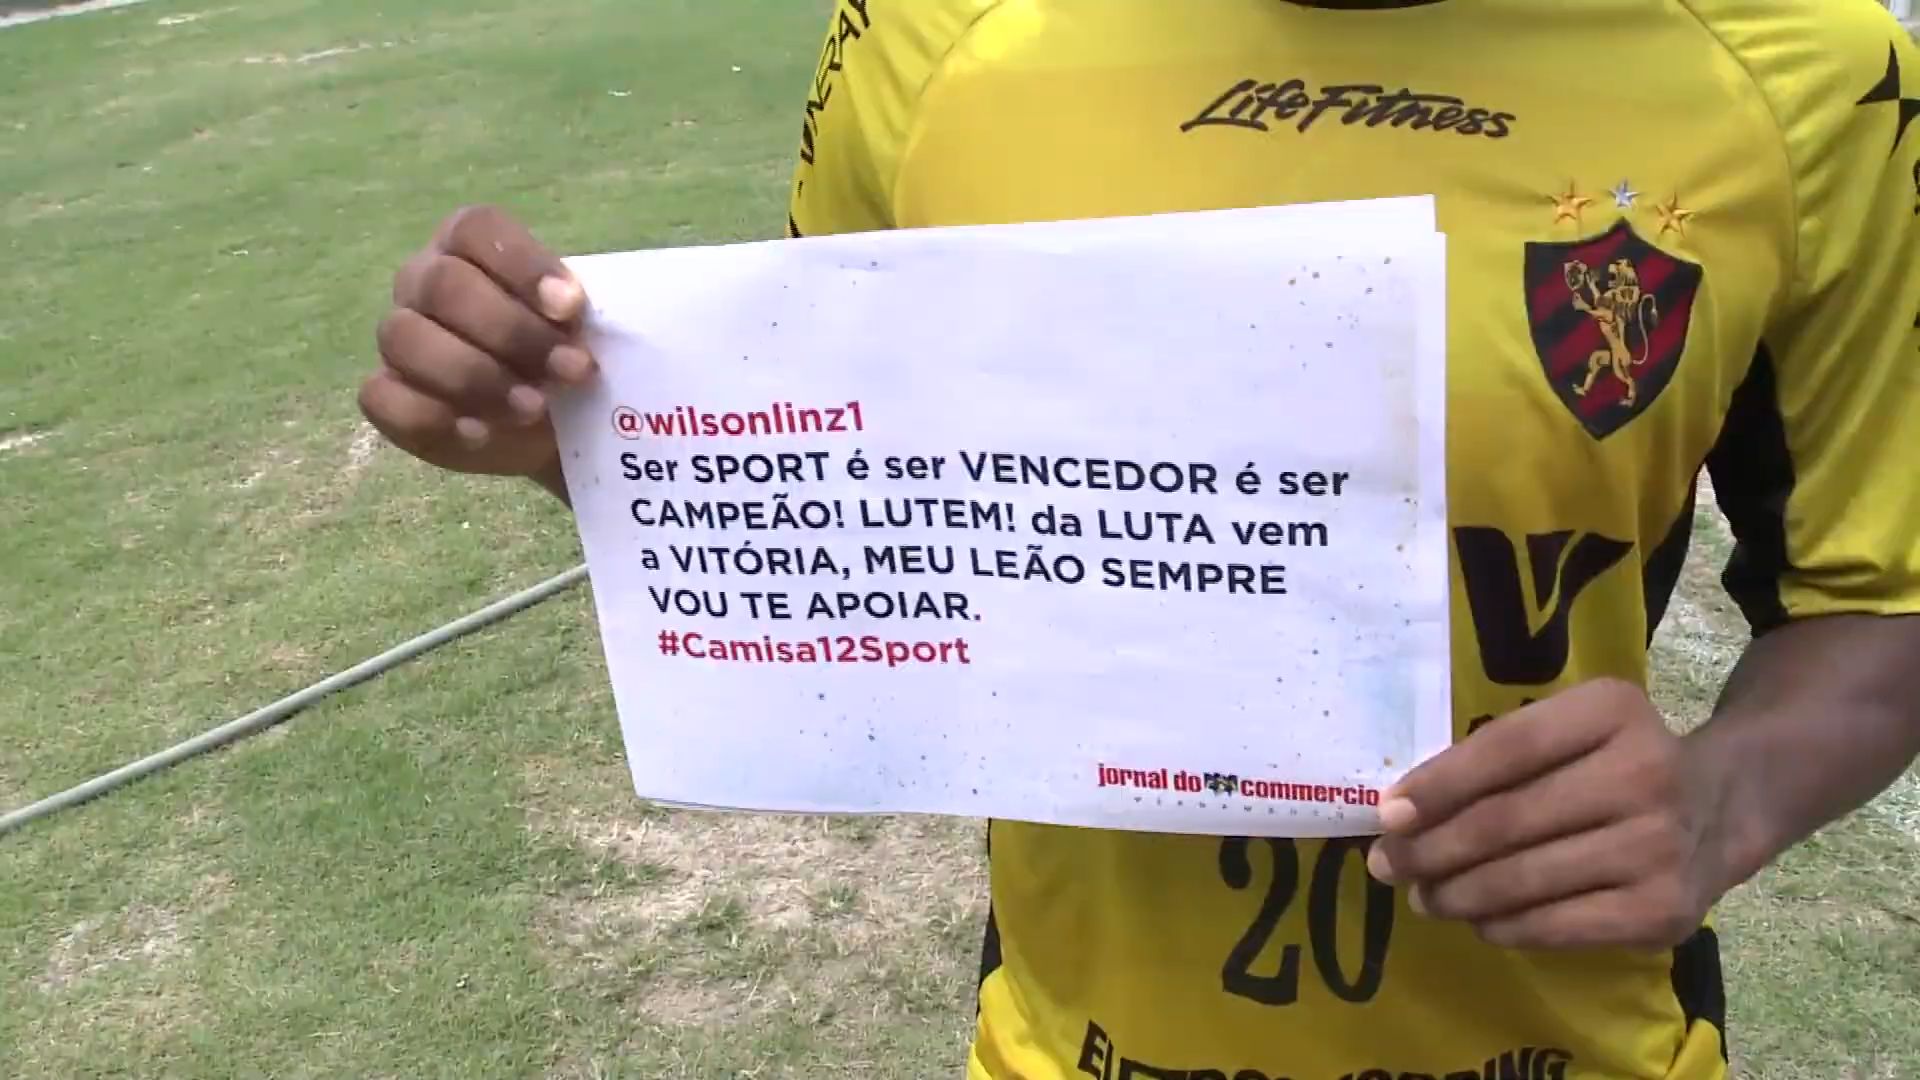 LifeFitness
@wilsonlinz1
Ser SPORT é ser VENCEDOR é ser
CAMPEÃO! LUTEM! da LUTA vem
a VITÓRIA, MEU LEÃO SEMPRE
VOU TE APOIAR.
#Camisa12Sport
jornal do commercio
PERNAMBUCO
20